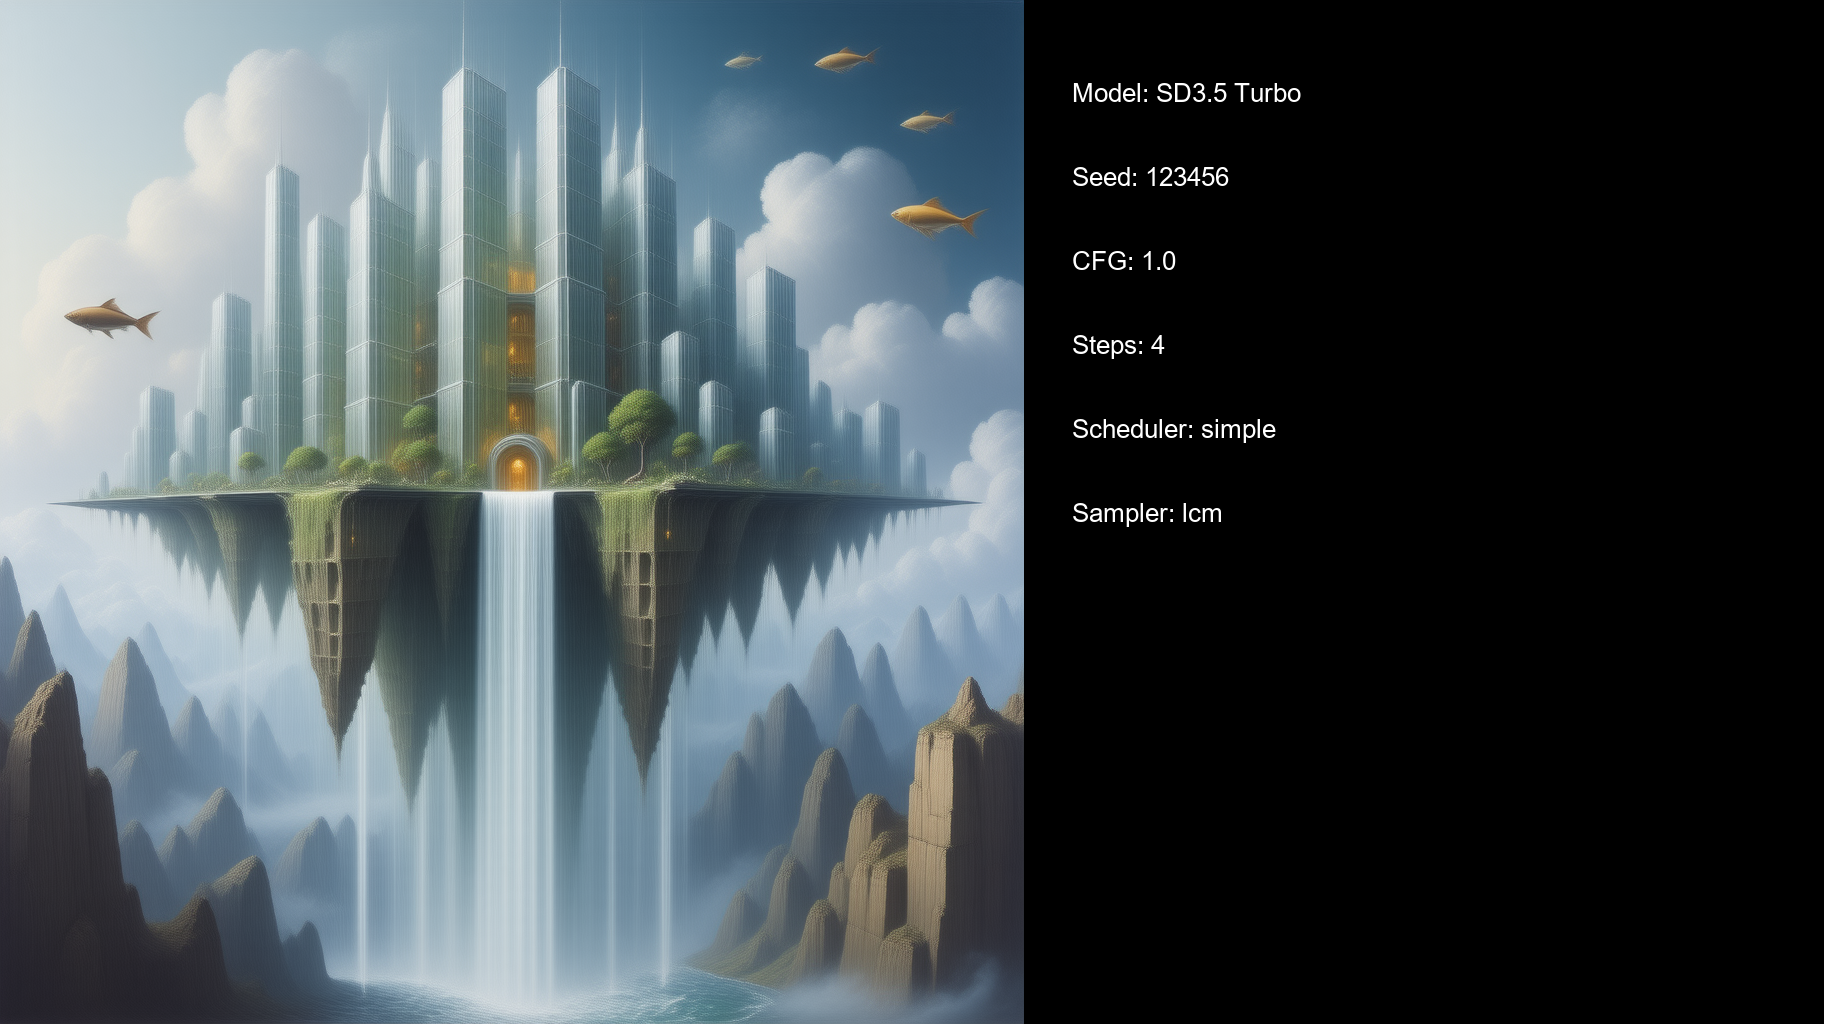 Model: SD3.5 Turbo
Seed: 123456
CFG: 1.0
Steps: 4
Scheduler: simple
Sampler: lcm